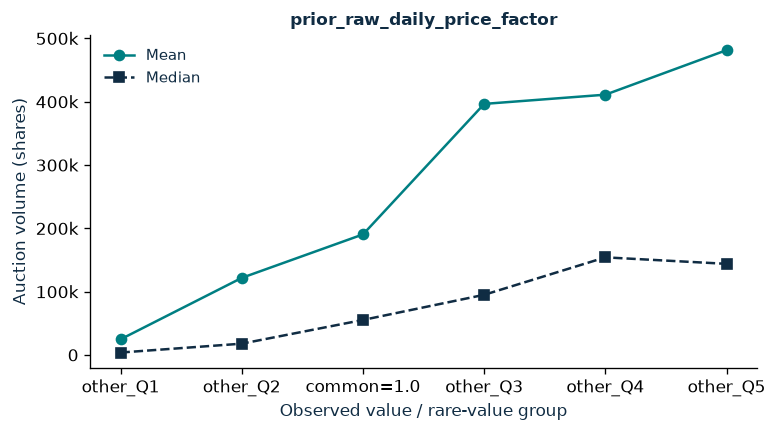 prior_raw_daily_price_factor
Mean
Median
Auction volume (shares)
500k
400k
300k
200k
100k
0
other_Q1 other_Q2 common=1.0 other_Q3 other_Q4 other_Q5
Observed value / rare-value group